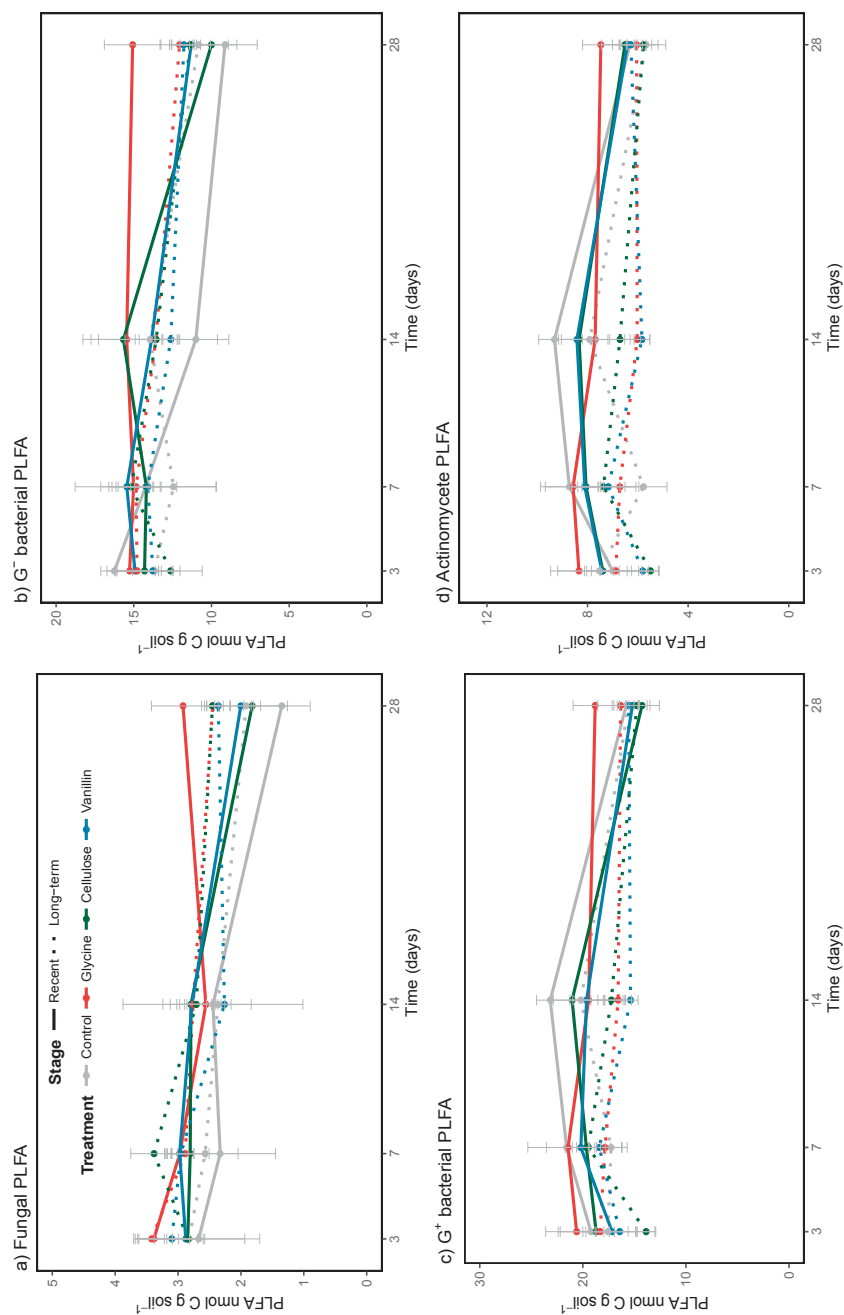 a) Fungal PLFA
Stage Recent Long−term
Treatment Control Glycine Cellulose Vanillin
5
4
3
2
1
0
PLFA nmol C g soil⁻¹
3 7 14 28
Time (days)
b) G⁻ bacterial PLFA
20
15
10
5
0
PLFA nmol C g soil⁻¹
3 7 14 28
Time (days)
c) G⁺ bacterial PLFA
30
20
10
0
PLFA nmol C g soil⁻¹
3 7 14 28
Time (days)
d) Actinomycete PLFA
12
8
4
0
PLFA nmol C g soil⁻¹
3 7 14 28
Time (days)